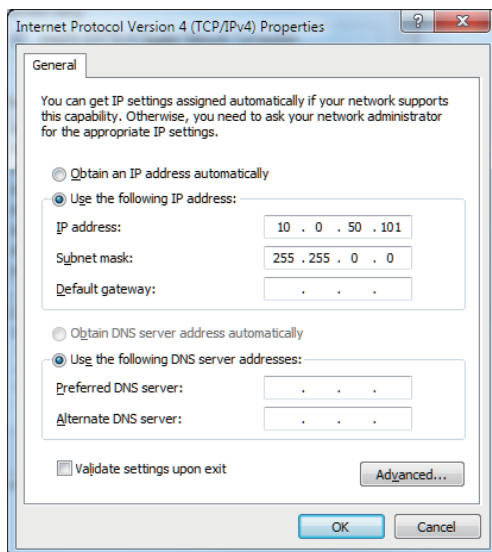 Internet Protocol Version 4 (TCP/IPv4) Properties
General
You can get IP settings assigned automatically if your network supports
this capability. Otherwise, you need to ask your network administrator
for the appropriate IP settings.
Obtain an IP address automatically
Use the following IP address:
IP address: 10 . 0 . 50 . 101
Subnet mask: 255 . 255 . 0 . 0
Default gateway: . . .
Obtain DNS server address automatically
Use the following DNS server addresses:
Preferred DNS server: . . .
Alternate DNS server: . . .
Validate settings upon exit
Advanced...
OK Cancel